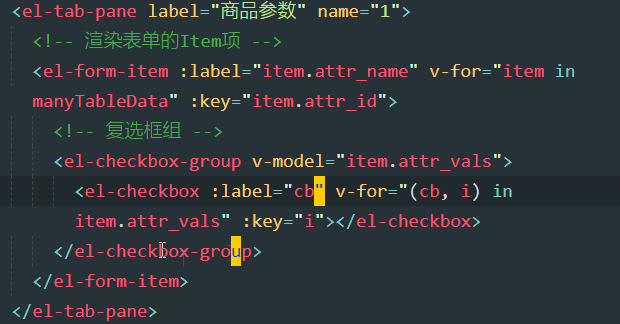 <el-tab-pane label="商品参数" name="1">
<!-- 渲染表单的Item项 -->
<el-form-item :label="item.attr_name" v-for="item in
manyTableData" :key="item.attr_id">
<!-- 复选框组 -->
<el-checkbox-group v-model="item.attr_vals">
<el-checkbox :label="cb" v-for="(cb, i) in
item.attr_vals" :key="i"></el-checkbox>
</el-checkbox-group>
</el-form-item>
</el-tab-pane>